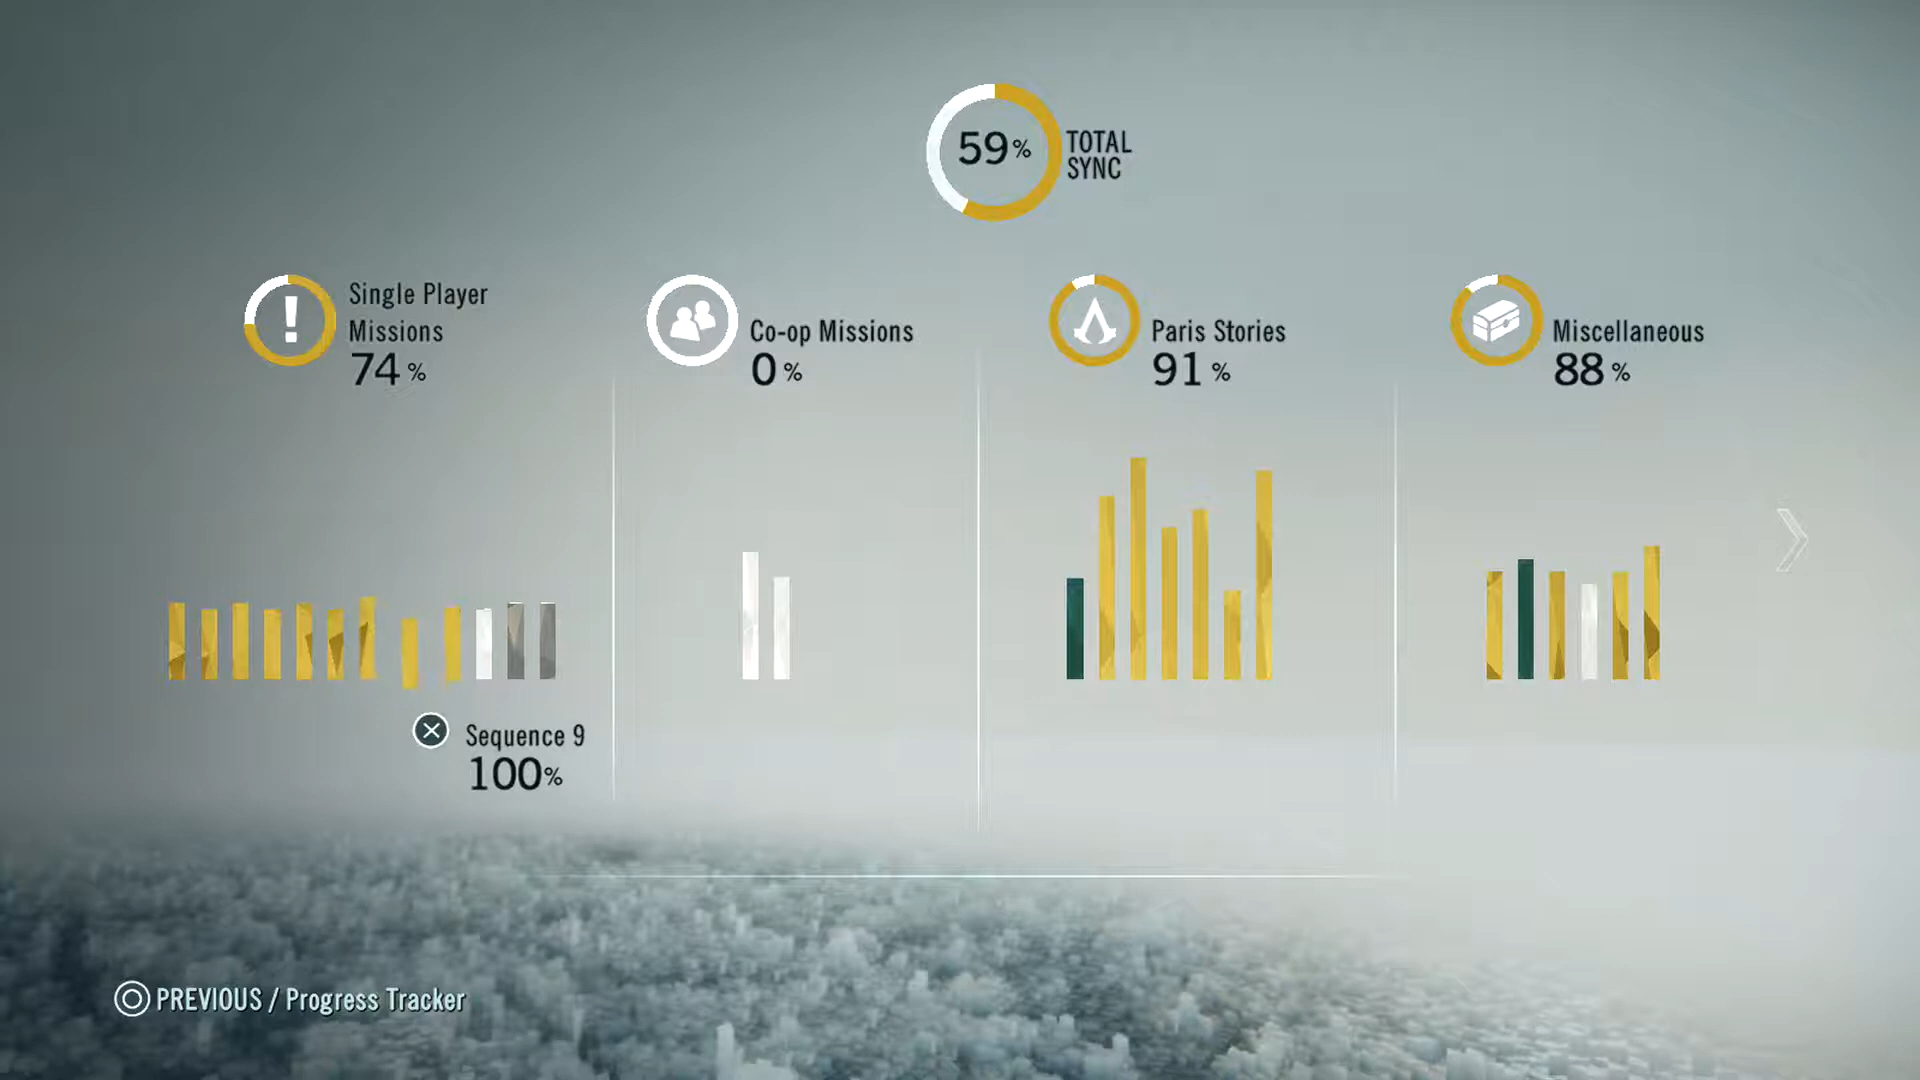 59%
TOTAL
SYNC
Single Player
Missions
74 %
Co-op Missions
0 %
Paris Stories
91 %
Miscellaneous
88 %
Sequence 9
100%
PREVIOUS / Progress Tracker